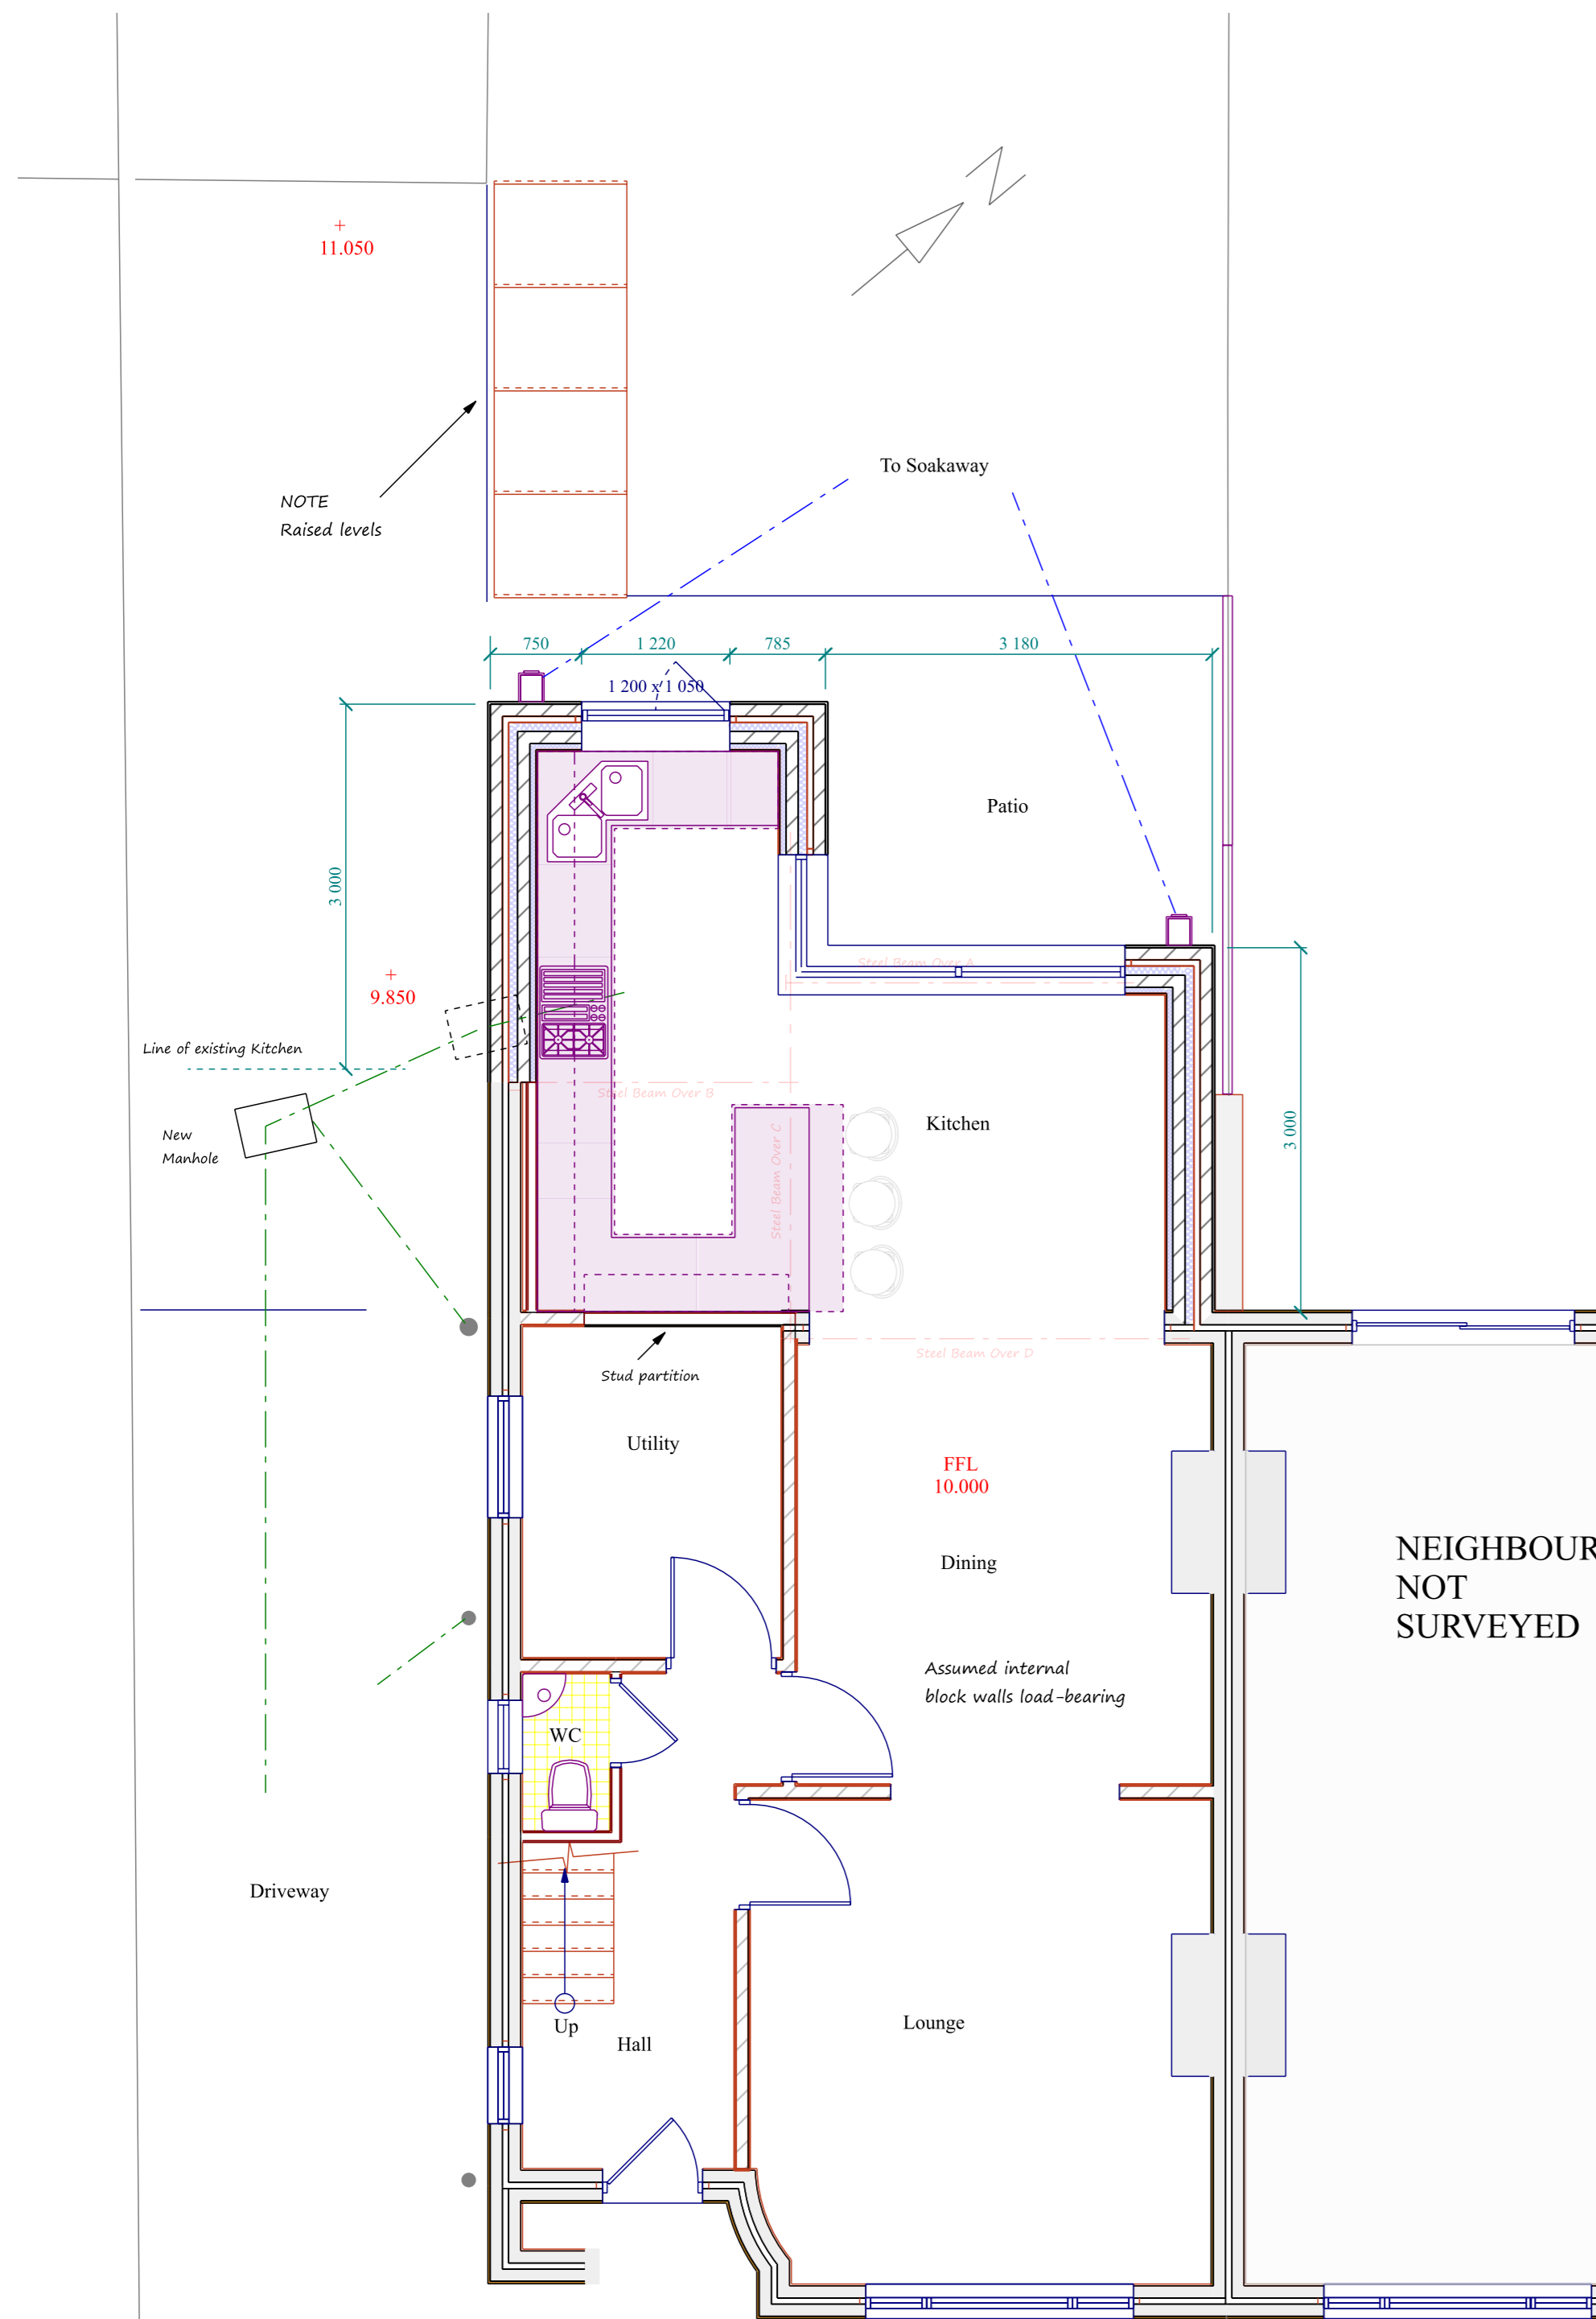 N
+
11.050
To Soakaway
NOTE
Raised levels
750
1 220
785
3 180
1 200 x 1 050
Patio
3 000
Steel Beam Over A
+
9.850
Line of existing Kitchen
Steel Beam Over B
New
Manhole
Kitchen
Steel Beam Over C
3 000
Steel Beam Over D
Stud partition
Utility
FFL
10.000
Dining
NEIGHBOUR
NOT
SURVEYED
Assumed internal
block walls load-bearing
WC
Driveway
Up
Hall
Lounge